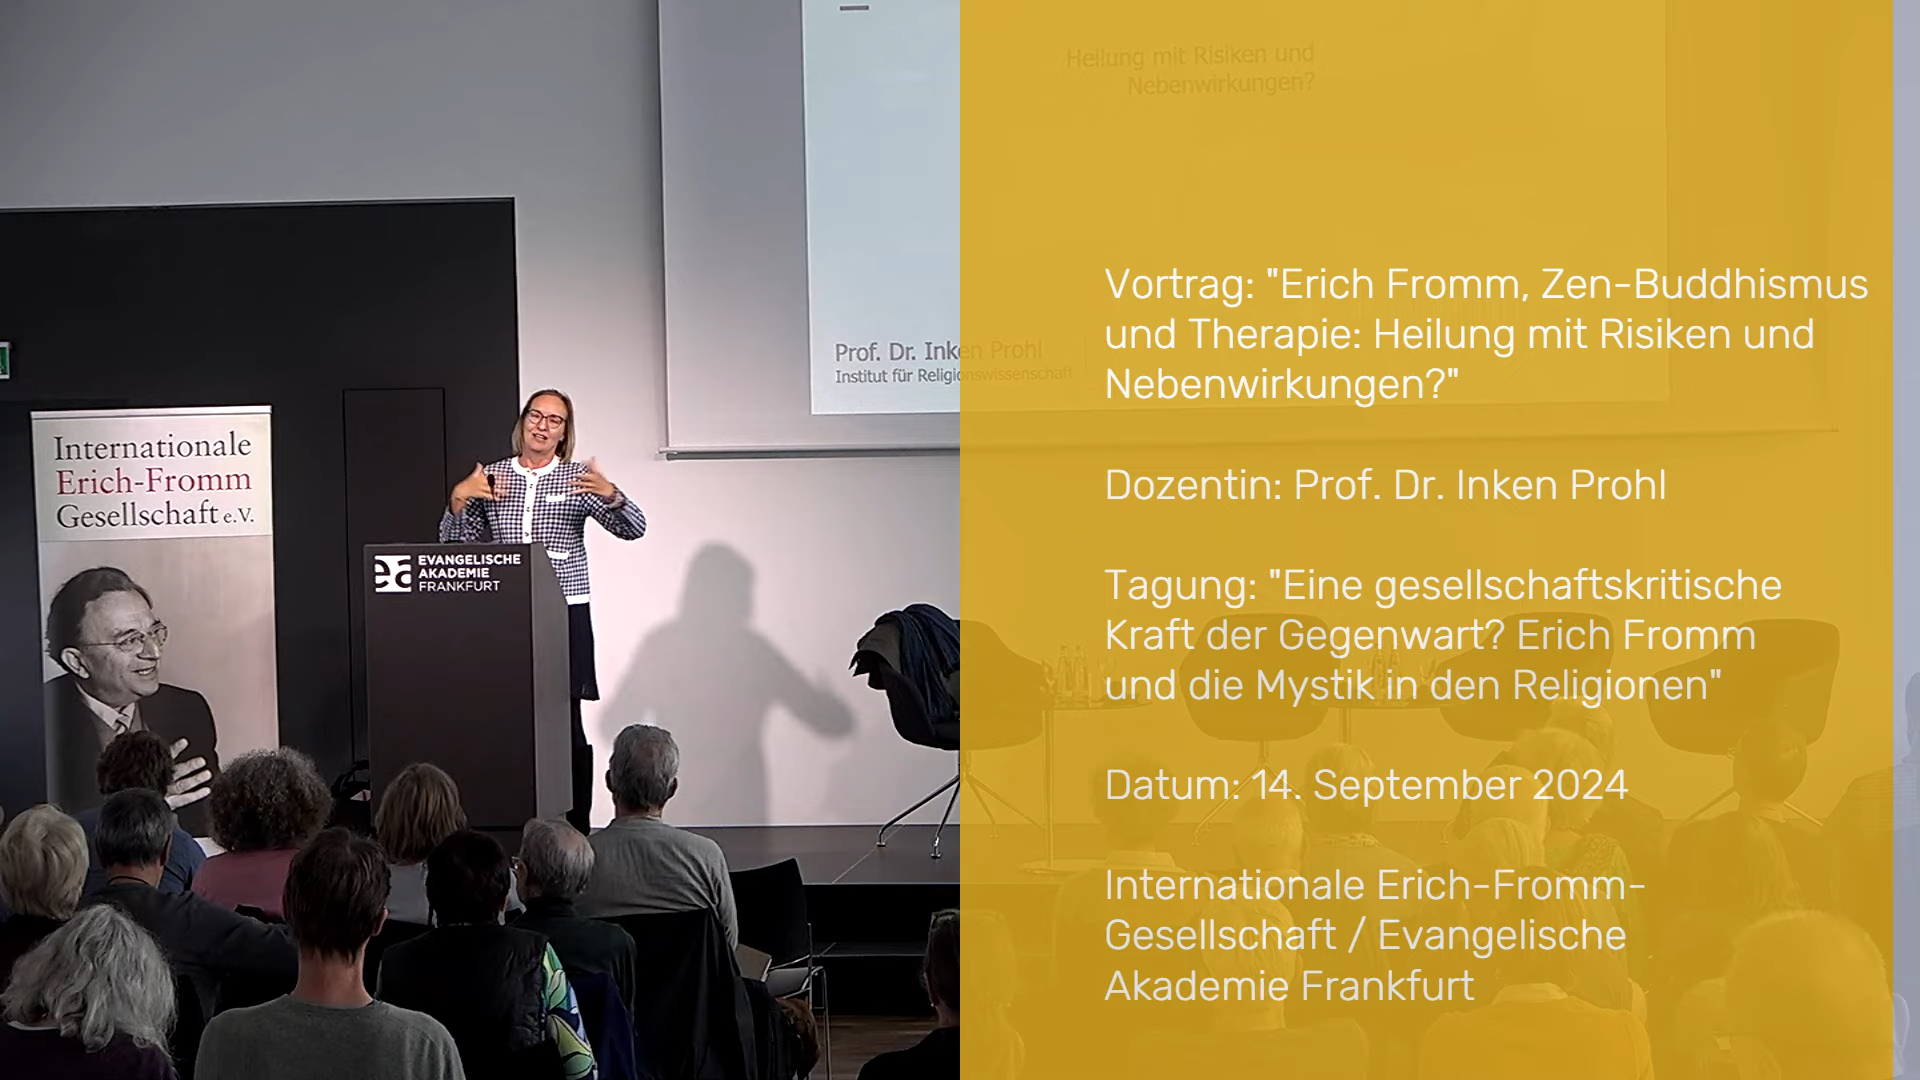 Heilung mit Risiken und
Nebenwirkungen?
Prof. Dr. Inken Prohl
Institut für Religionswissenschaft
Internationale
Erich-Fromm
Gesellschaft e.V.
ea EVANGELISCHE
AKADEMIE
FRANKFURT
Vortrag: "Erich Fromm, Zen-Buddhismus
und Therapie: Heilung mit Risiken und
Nebenwirkungen?"
Dozentin: Prof. Dr. Inken Prohl
Tagung: "Eine gesellschaftskritische
Kraft der Gegenwart? Erich Fromm
und die Mystik in den Religionen"
Datum: 14. September 2024
Internationale Erich-Fromm-
Gesellschaft / Evangelische
Akademie Frankfurt